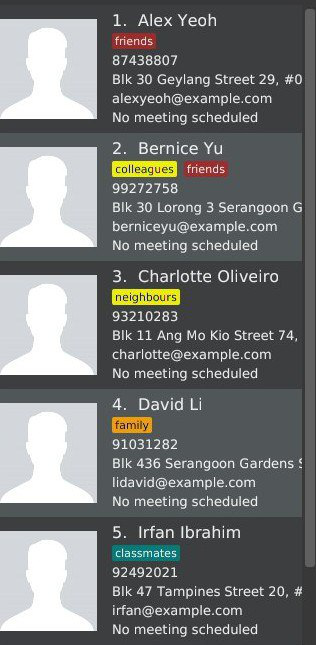 1. Alex Yeoh
friends
87438807
Blk 30 Geylang Street 29, #0
alexyeoh@example.com
No meeting scheduled
2. Bernice Yu
colleagues friends
99272758
Blk 30 Lorong 3 Serangoon G
berniceyu@example.com
No meeting scheduled
3. Charlotte Oliveiro
neighbours
93210283
Blk 11 Ang Mo Kio Street 74,
charlotte@example.com
No meeting scheduled
4. David Li
family
91031282
Blk 436 Serangoon Gardens S
lidavid@example.com
No meeting scheduled
5. Irfan Ibrahim
classmates
92492021
Blk 47 Tampines Street 20, #
irfan@example.com
No meeting scheduled